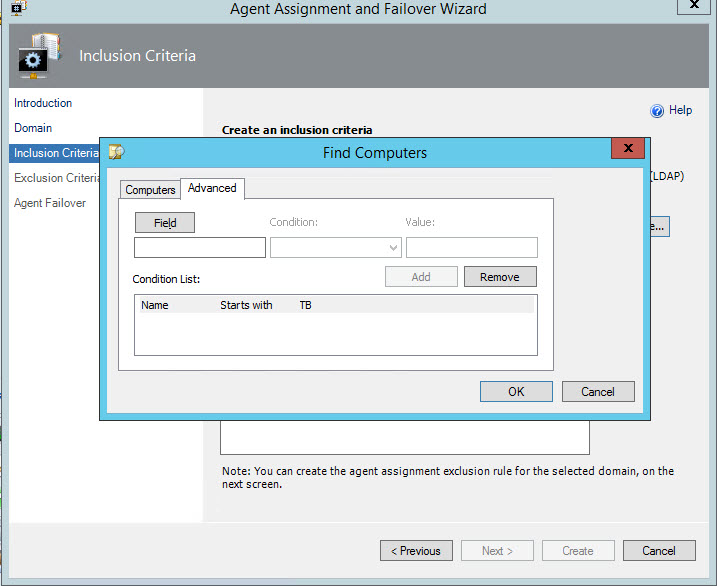 Agent Assignment and Failover Wizard
Inclusion Criteria
Introduction
Domain
Inclusion Criteria
Exclusion Criteria
Agent Failover
Help
Create an inclusion criteria
(LDAP)
e...
Find Computers
Computers
Advanced
Field
Condition:
Value:
Condition List:
Add
Remove
Name Starts with TB
OK
Cancel
Note: You can create the agent assignment exclusion rule for the selected domain, on the
next screen.
< Previous
Next >
Create
Cancel